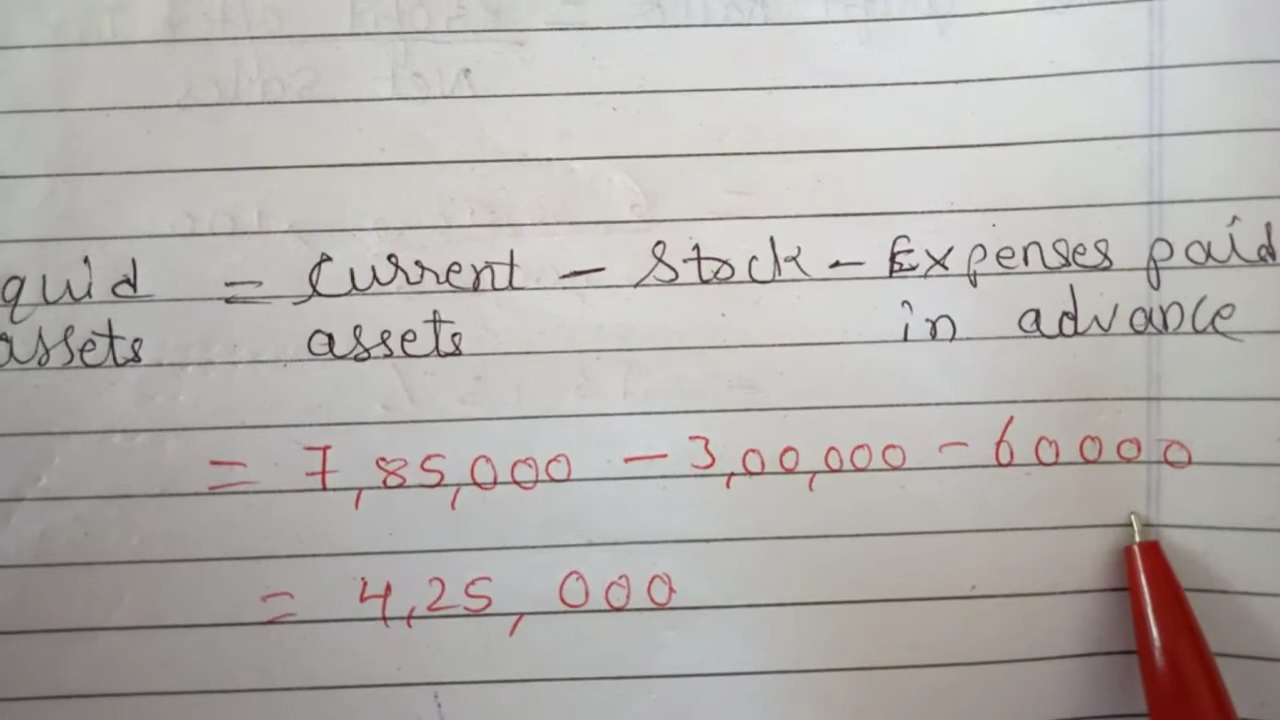 quid = Current - Stock - Expenses paid
assets assets in advance
= 7,85,000 - 3,00,000 - 60000
= 4,25,000